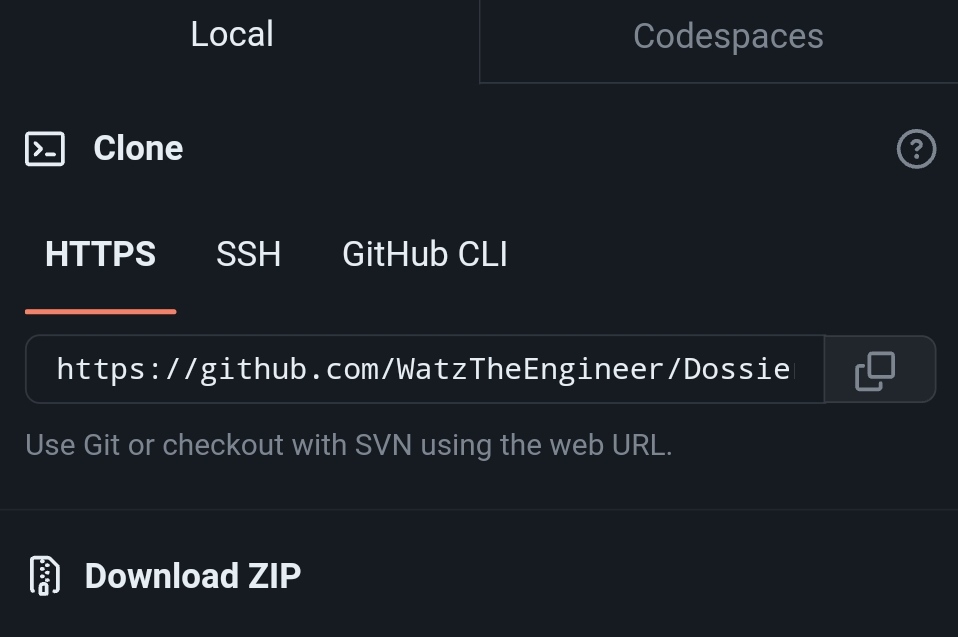 Local
Codespaces
Clone
HTTPS SSH GitHub CLI
https://github.com/WatzTheEngineer/Dossie
Use Git or checkout with SVN using the web URL.
Download ZIP